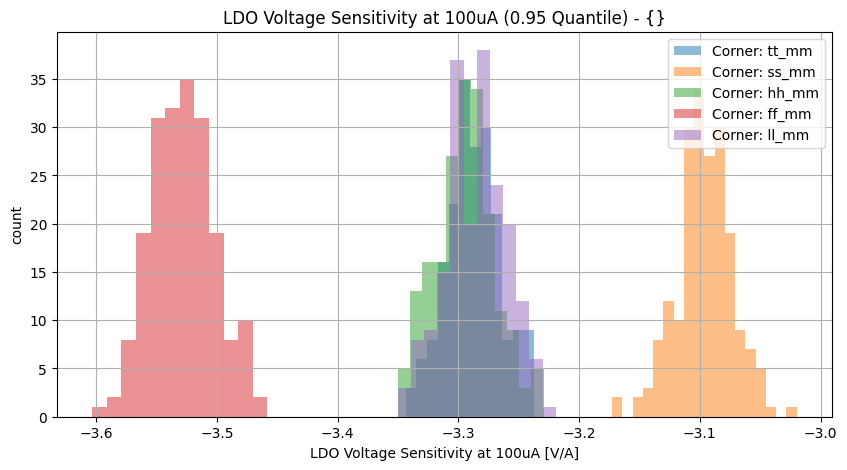 LDO Voltage Sensitivity at 100uA (0.95 Quantile) - {}
Corner: tt_mm
Corner: ss_mm
Corner: hh_mm
Corner: ff_mm
Corner: ll_mm
35
30
25
20
15
10
5
0
count
−3.6 −3.5 −3.4 −3.3 −3.2 −3.1 −3.0
LDO Voltage Sensitivity at 100uA [V/A]